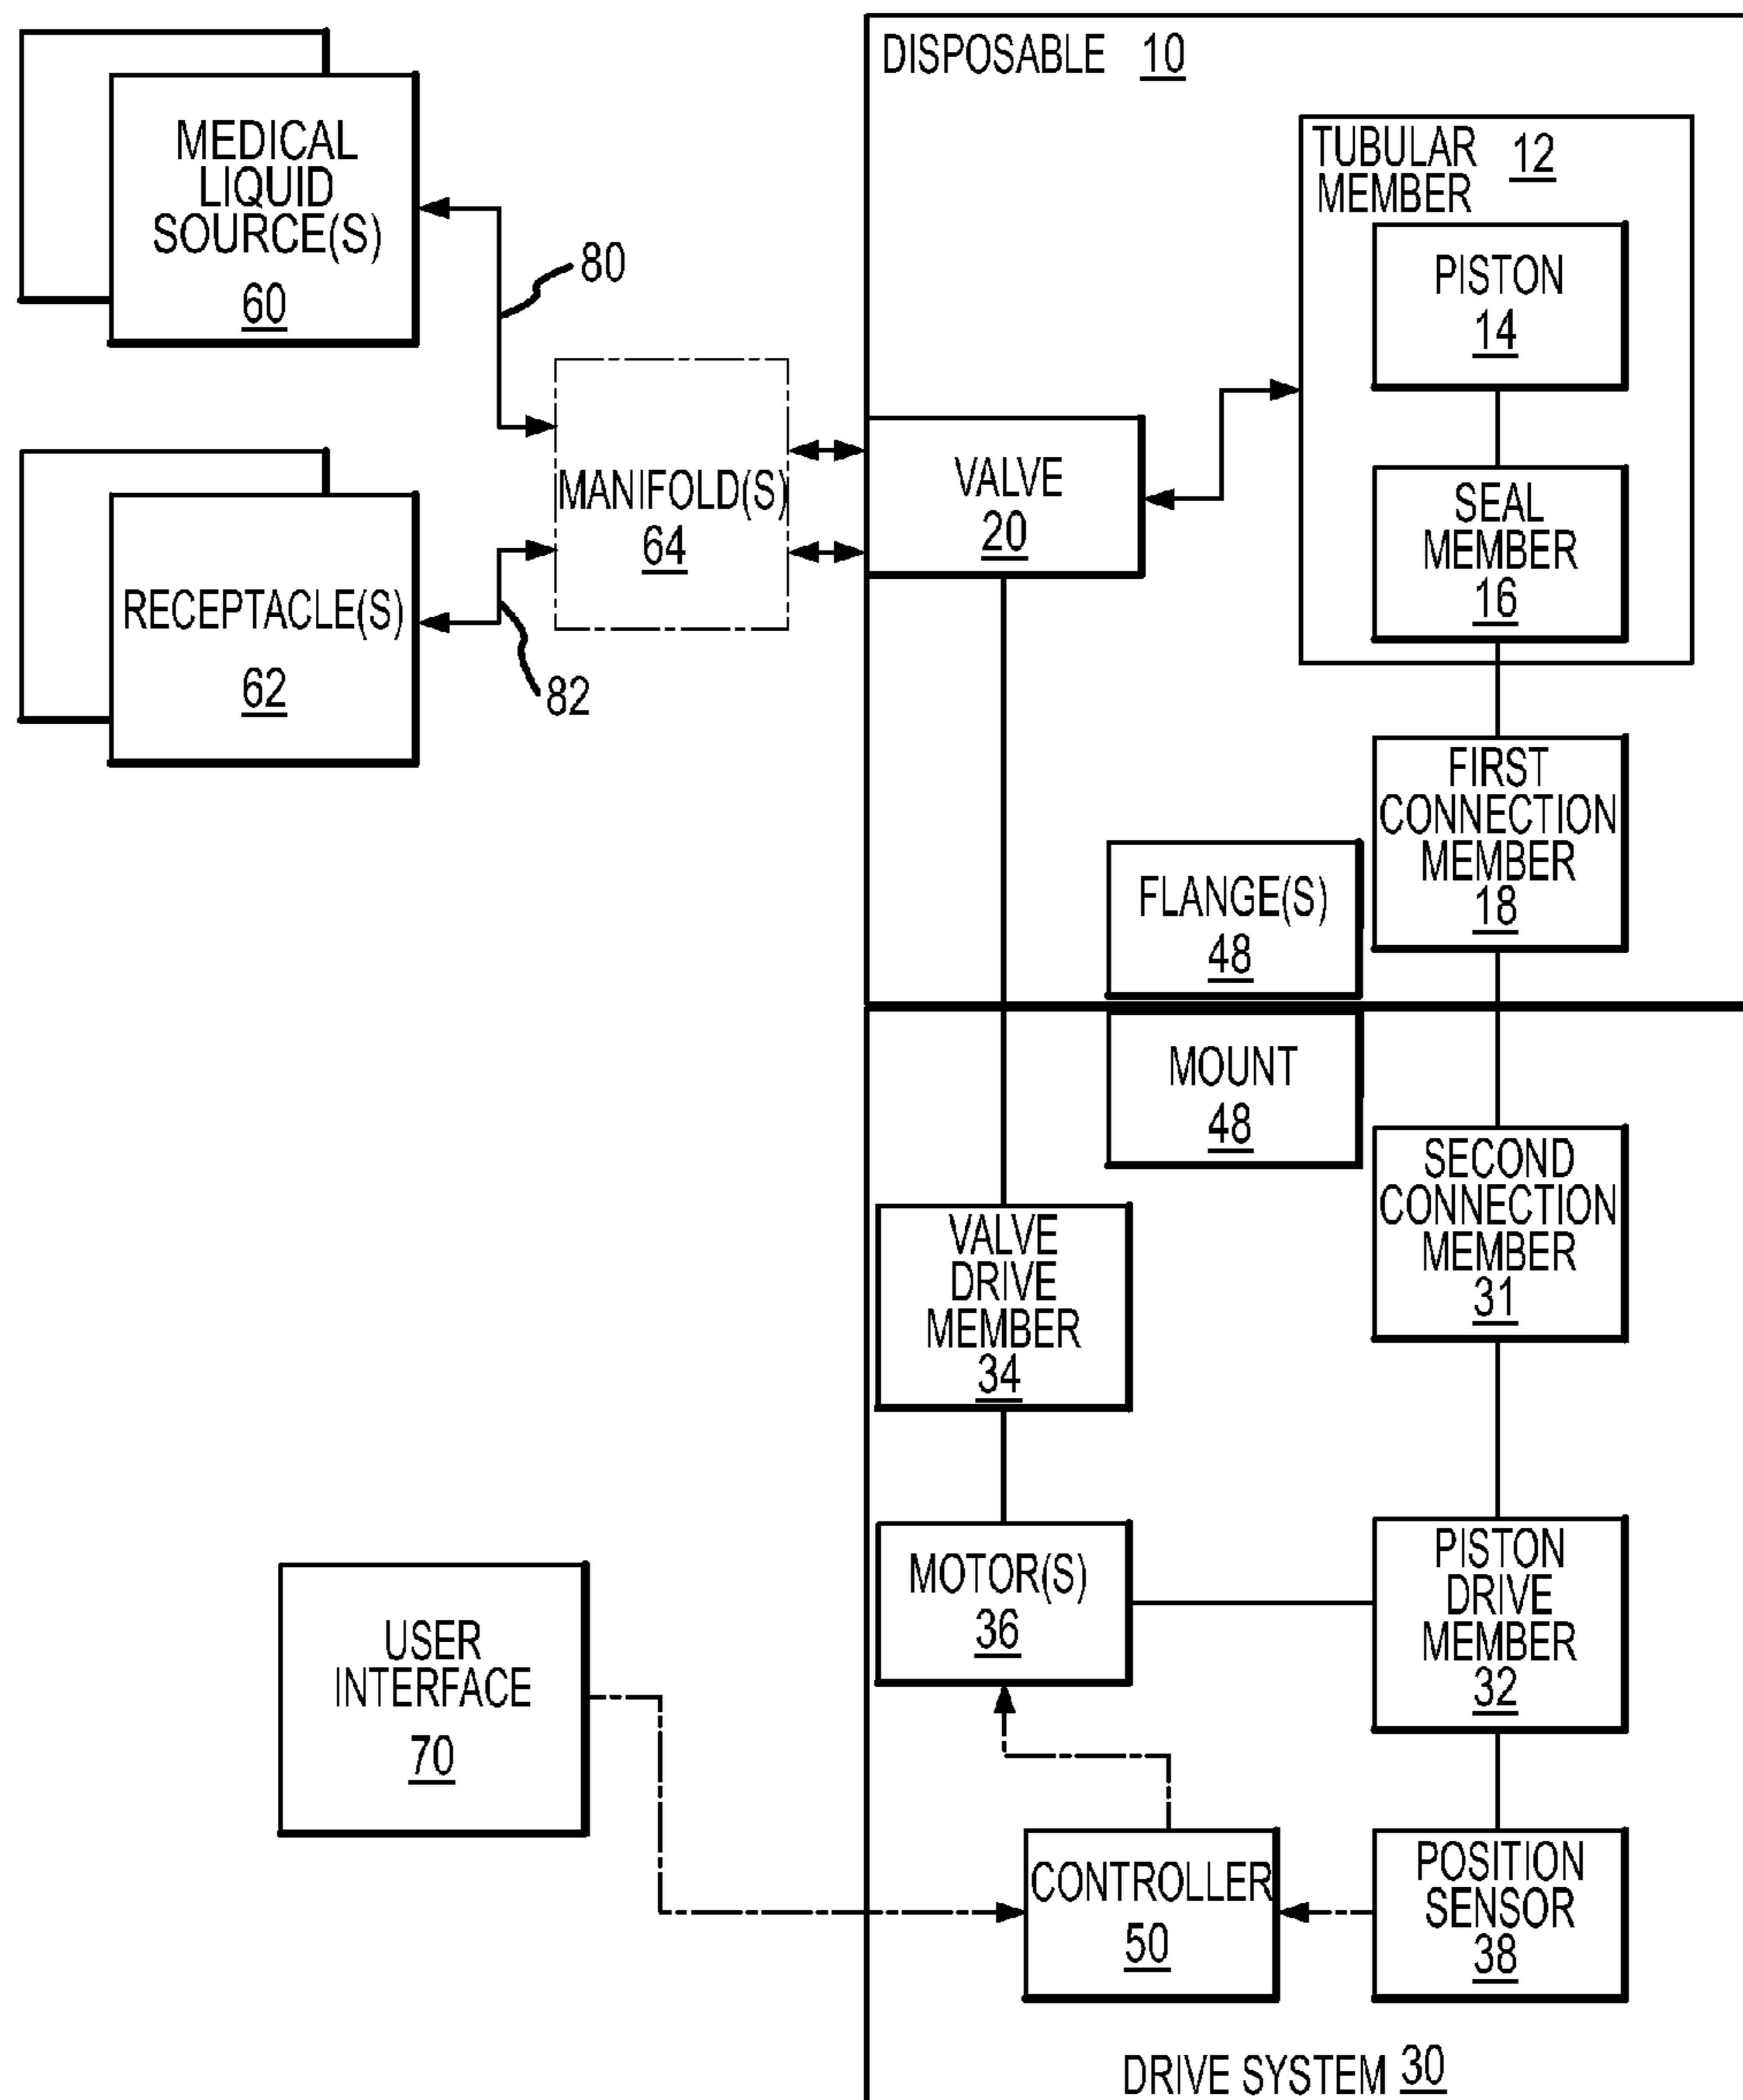 DISPOSABLE 10
MEDICAL
LIQUID
SOURCE(S)
60
80
TUBULAR
MEMBER
12
PISTON
14
RECEPTACLE(S)
62
82
MANIFOLD(S)
64
VALVE
20
SEAL
MEMBER
16
FIRST
CONNECTION
MEMBER
18
FLANGE(S)
48
MOUNT
48
SECOND
CONNECTION
MEMBER
31
VALVE
DRIVE
MEMBER
34
MOTOR(S)
36
PISTON
DRIVE
MEMBER
32
USER
INTERFACE
70
CONTROLLER
50
POSITION
SENSOR
38
DRIVE SYSTEM 30